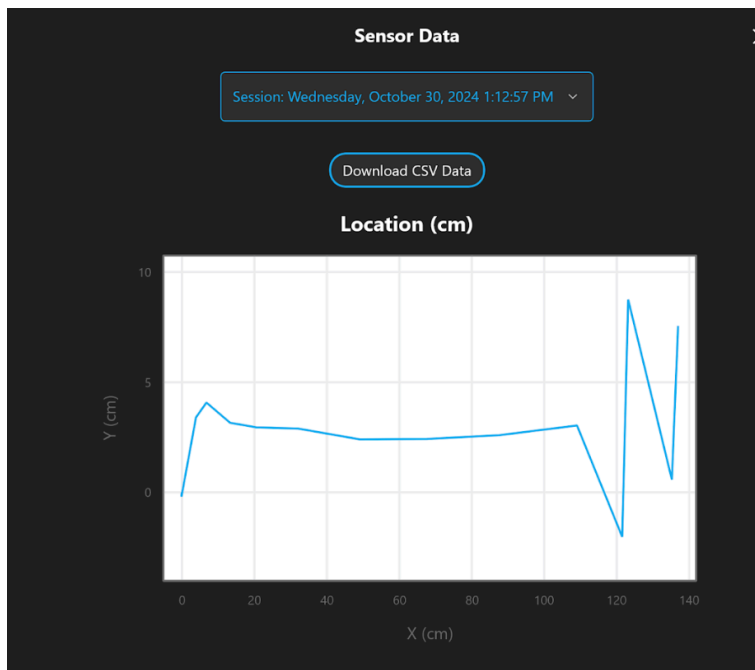 Sensor Data
Session: Wednesday, October 30, 2024 1:12:57 PM
Download CSV Data
Location (cm)
10
5
0
Y (cm)
0 20 40 60 80 100 120 140
X (cm)